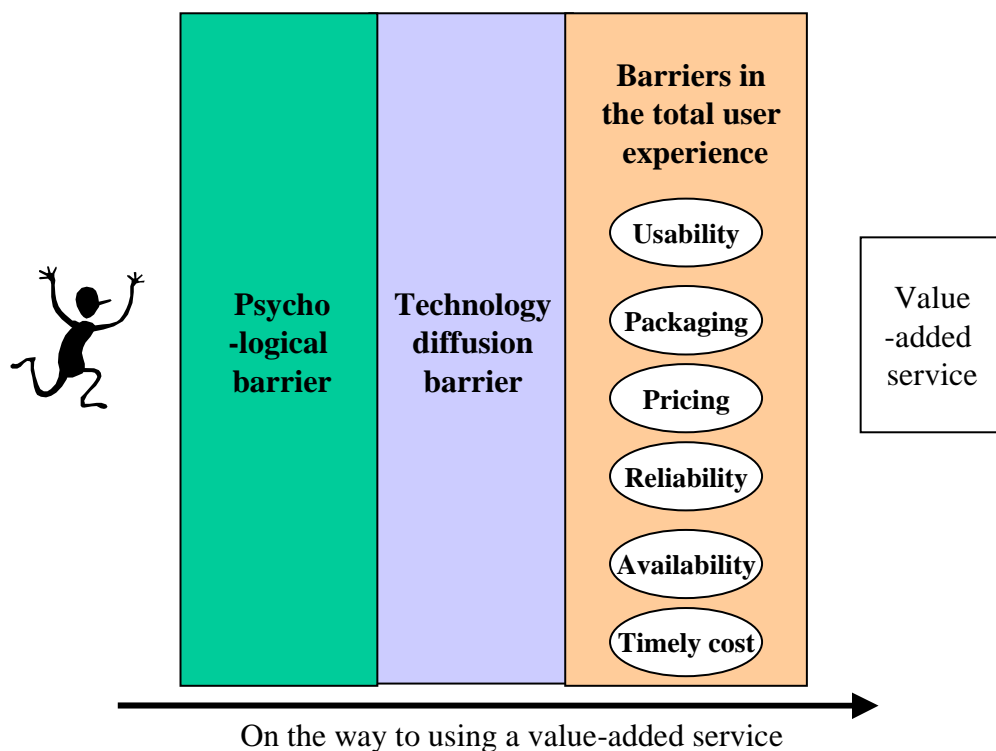 Psycho
-logical
barrier
Technology
diffusion
barrier
Barriers in
the total user
experience
Usability
Packaging
Pricing
Reliability
Availability
Timely cost
Value
-added
service
On the way to using a value-added service